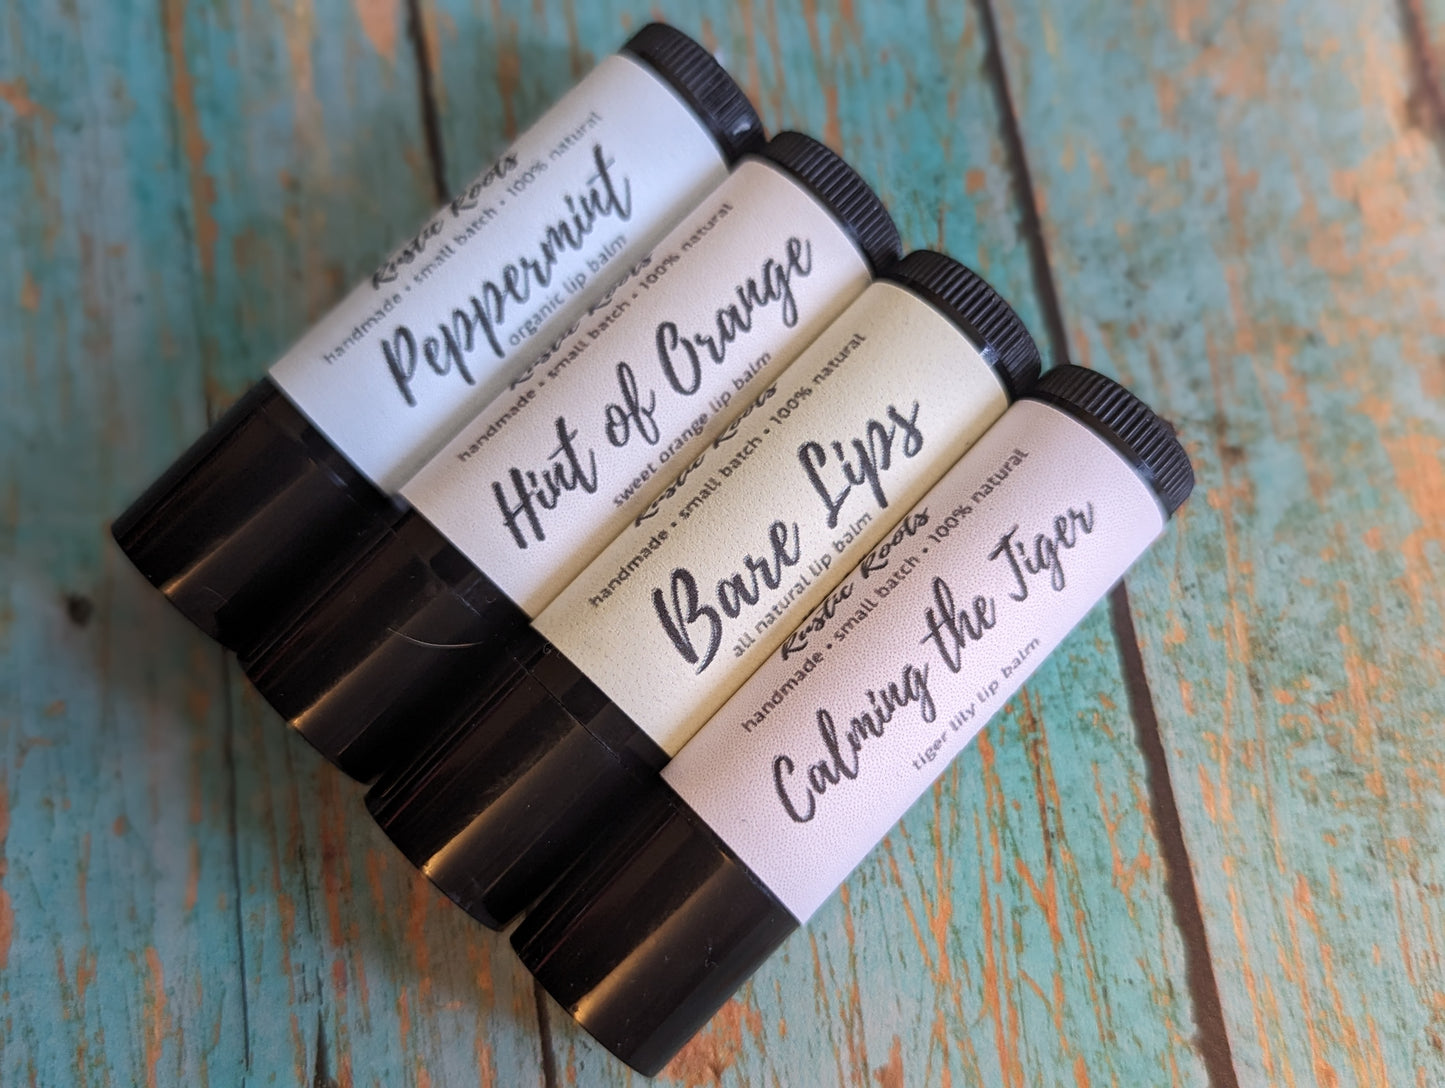 Rustic Roots
handmade • small batch • 100% natural
Peppermint
organic lip balm
Rustic Roots
handmade • small batch • 100% natural
Hint of Orange
sweet orange lip balm
Rustic Roots
handmade • small batch • 100% natural
Bare Lips
all natural lip balm
Rustic Roots
handmade • small batch • 100% natural
Calming the Tiger
tiger lily lip balm